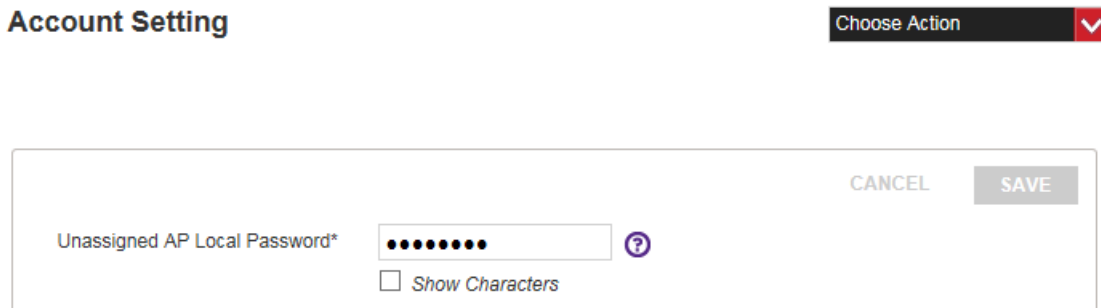 Account Setting
Choose Action
CANCEL SAVE
Unassigned AP Local Password* •••••••• ?
Show Characters